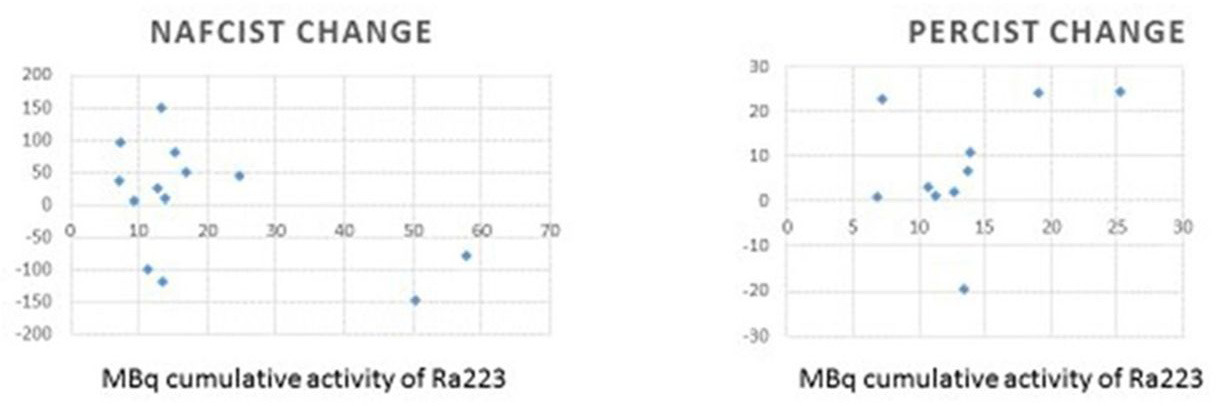 NAFCIST CHANGE
200
150
100
50
0
-50
-100
-150
-200
0 10 20 30 40 50 60 70
MBq cumulative activity of Ra223
PERCIST CHANGE
30
20
10
0
-10
-20
-30
0 5 10 15 20 25 30
MBq cumulative activity of Ra223